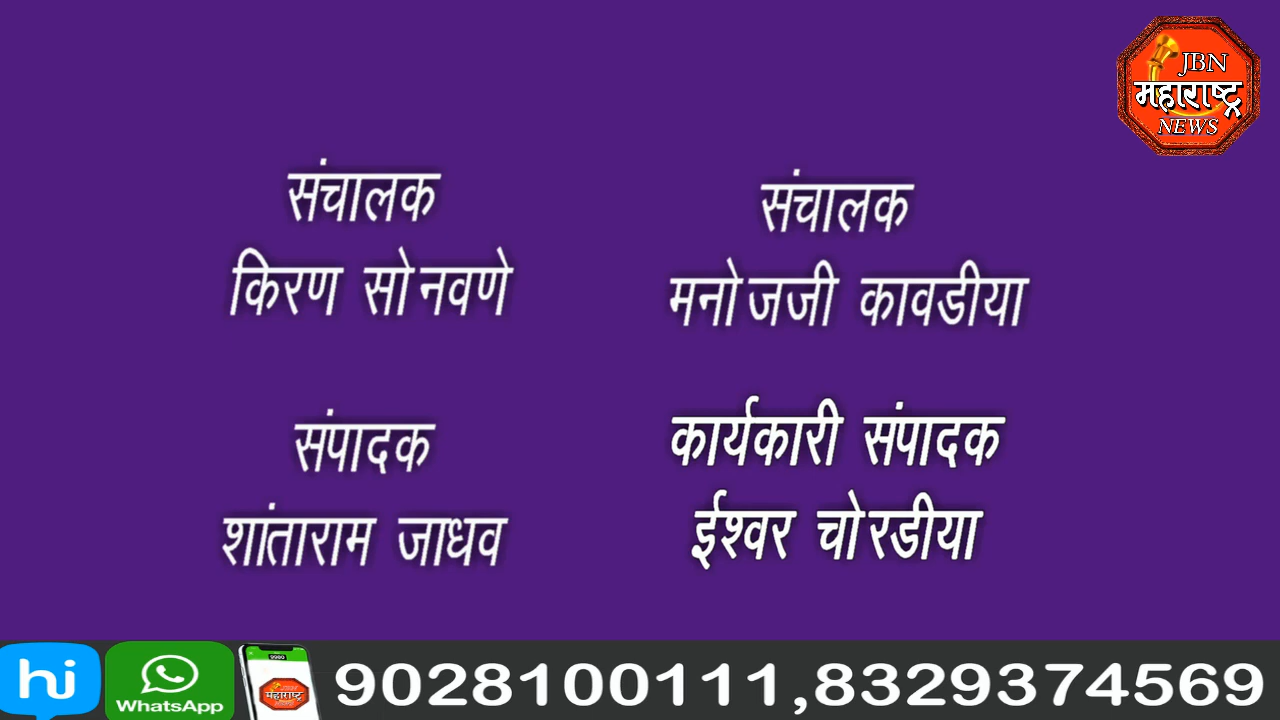 JBN
महाराष्ट्र
NEWS
संचालक
किरण सोनवणे
संचालक
मनोजजी कावडीया
संपादक
शांताराम जाधव
कार्यकारी संपादक
ईश्वर चोरडीया
hi
WhatsApp
महाराष्ट्र
9028100111,8329374569